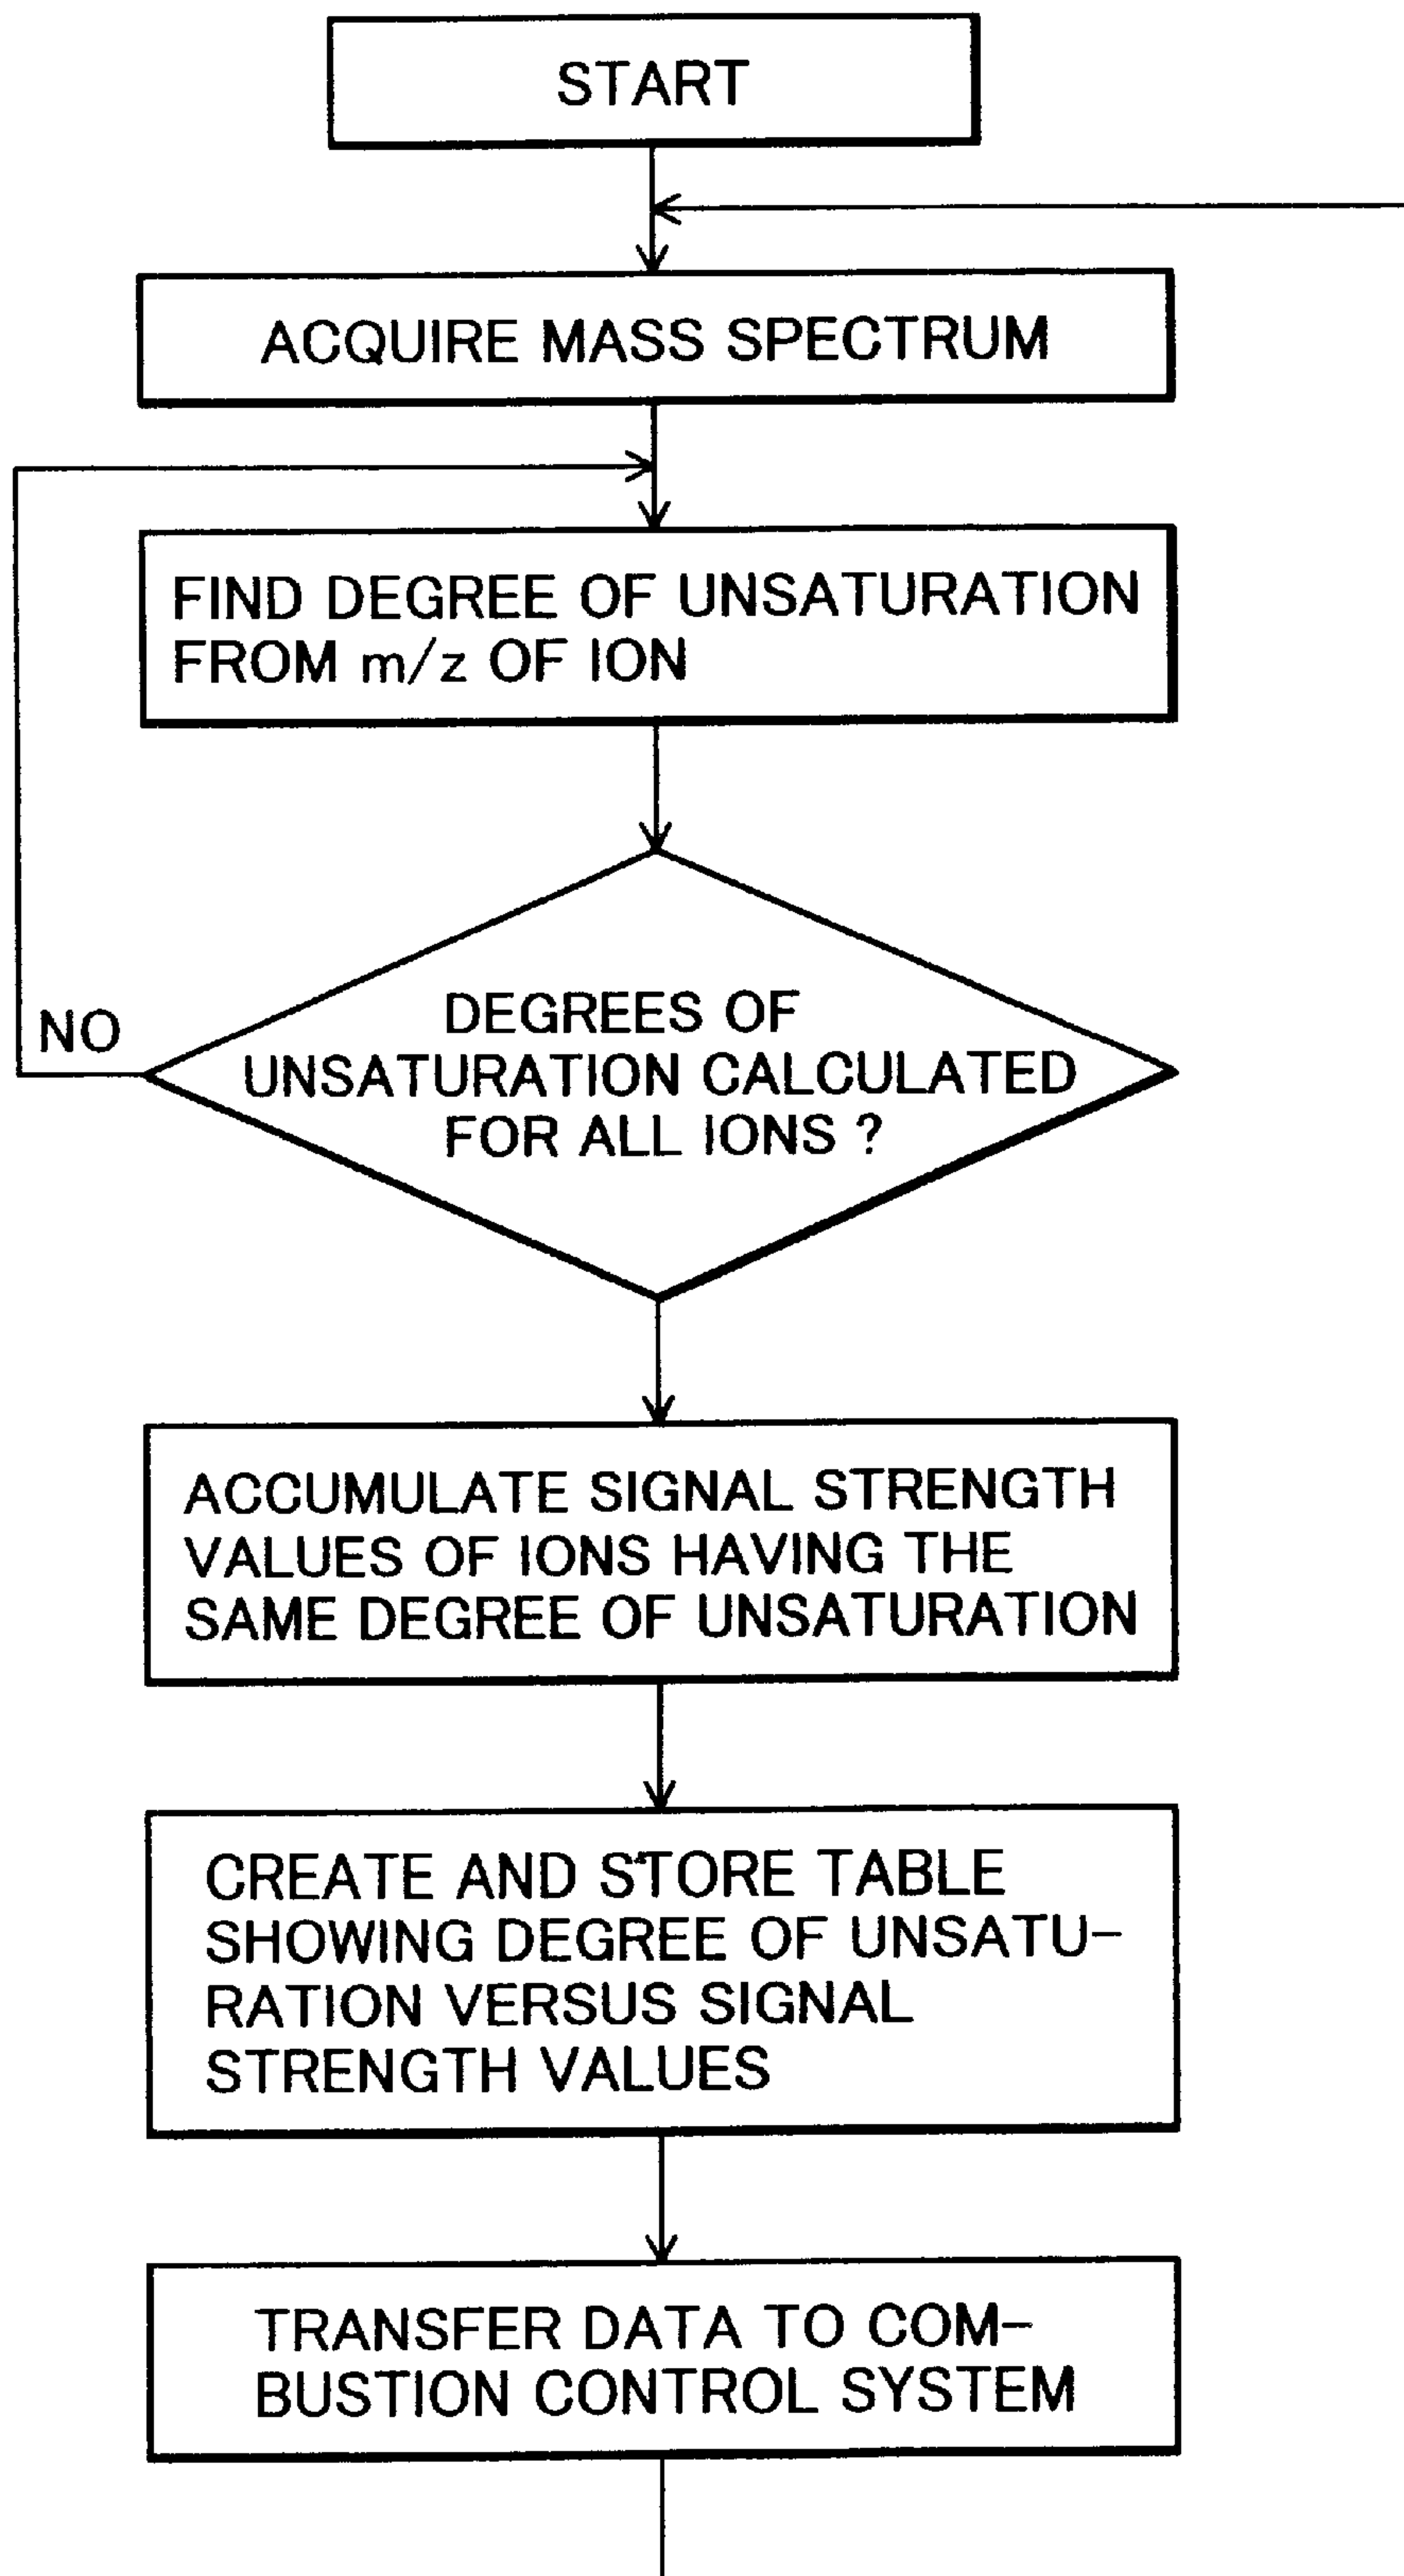 START
ACQUIRE MASS SPECTRUM
FIND DEGREE OF UNSATURATION
FROM m/z OF ION
DEGREES OF
UNSATURATION CALCULATED
FOR ALL IONS ?
NO
ACCUMULATE SIGNAL STRENGTH
VALUES OF IONS HAVING THE
SAME DEGREE OF UNSATURATION
CREATE AND STORE TABLE
SHOWING DEGREE OF UNSATU-
RATION VERSUS SIGNAL
STRENGTH VALUES
TRANSFER DATA TO COM-
BUSTION CONTROL SYSTEM